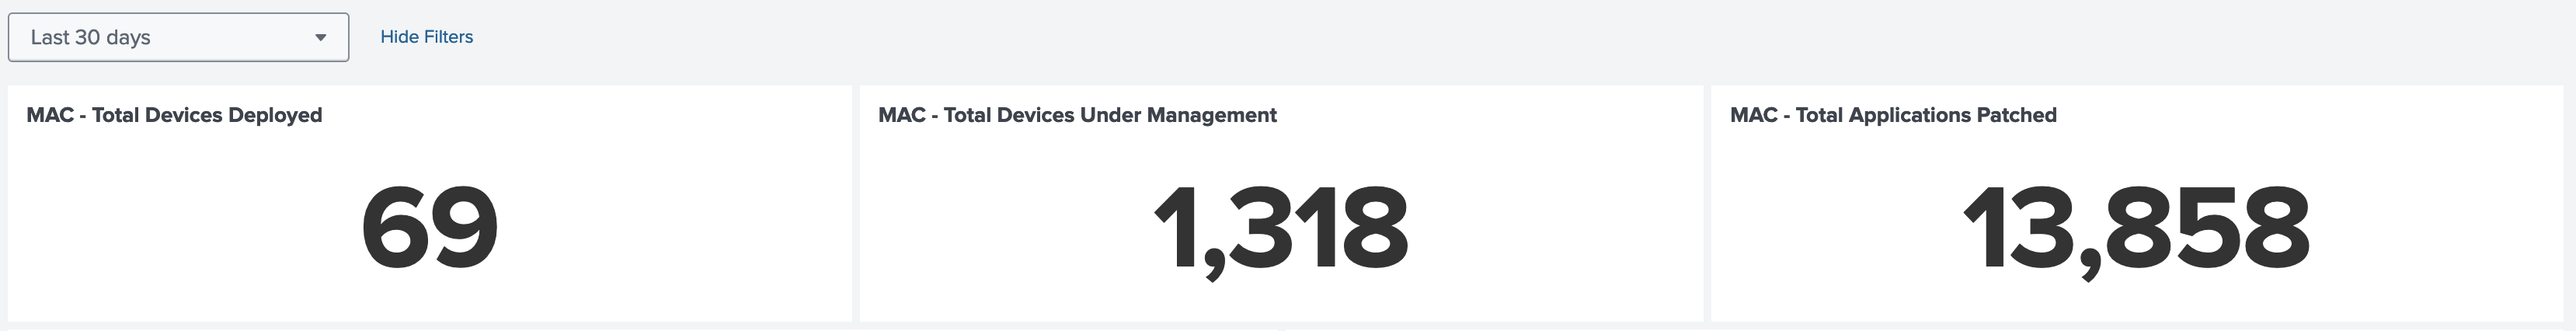 Last 30 days
Hide Filters
MAC - Total Devices Deployed
69
MAC - Total Devices Under Management
1,318
MAC - Total Applications Patched
13,858